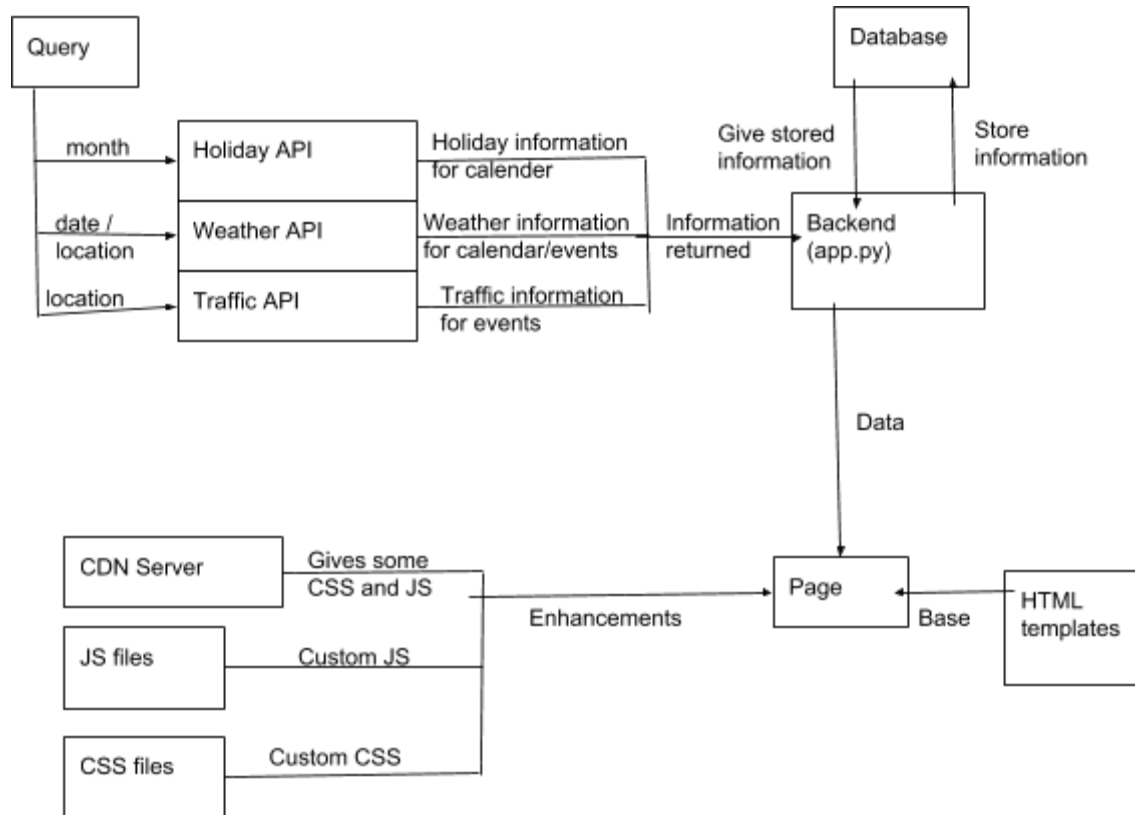 Query
Database
month
Holiday API
Holiday information
for calender
Give stored
information
Store
information
date /
location
Weather API
Weather information
for calendar/events
Information
returned
Backend
(app.py)
location
Traffic API
Traffic information
for events
Data
CDN Server
Gives some
CSS and JS
Enhancements
Page
Base
HTML
templates
JS files
Custom JS
CSS files
Custom CSS